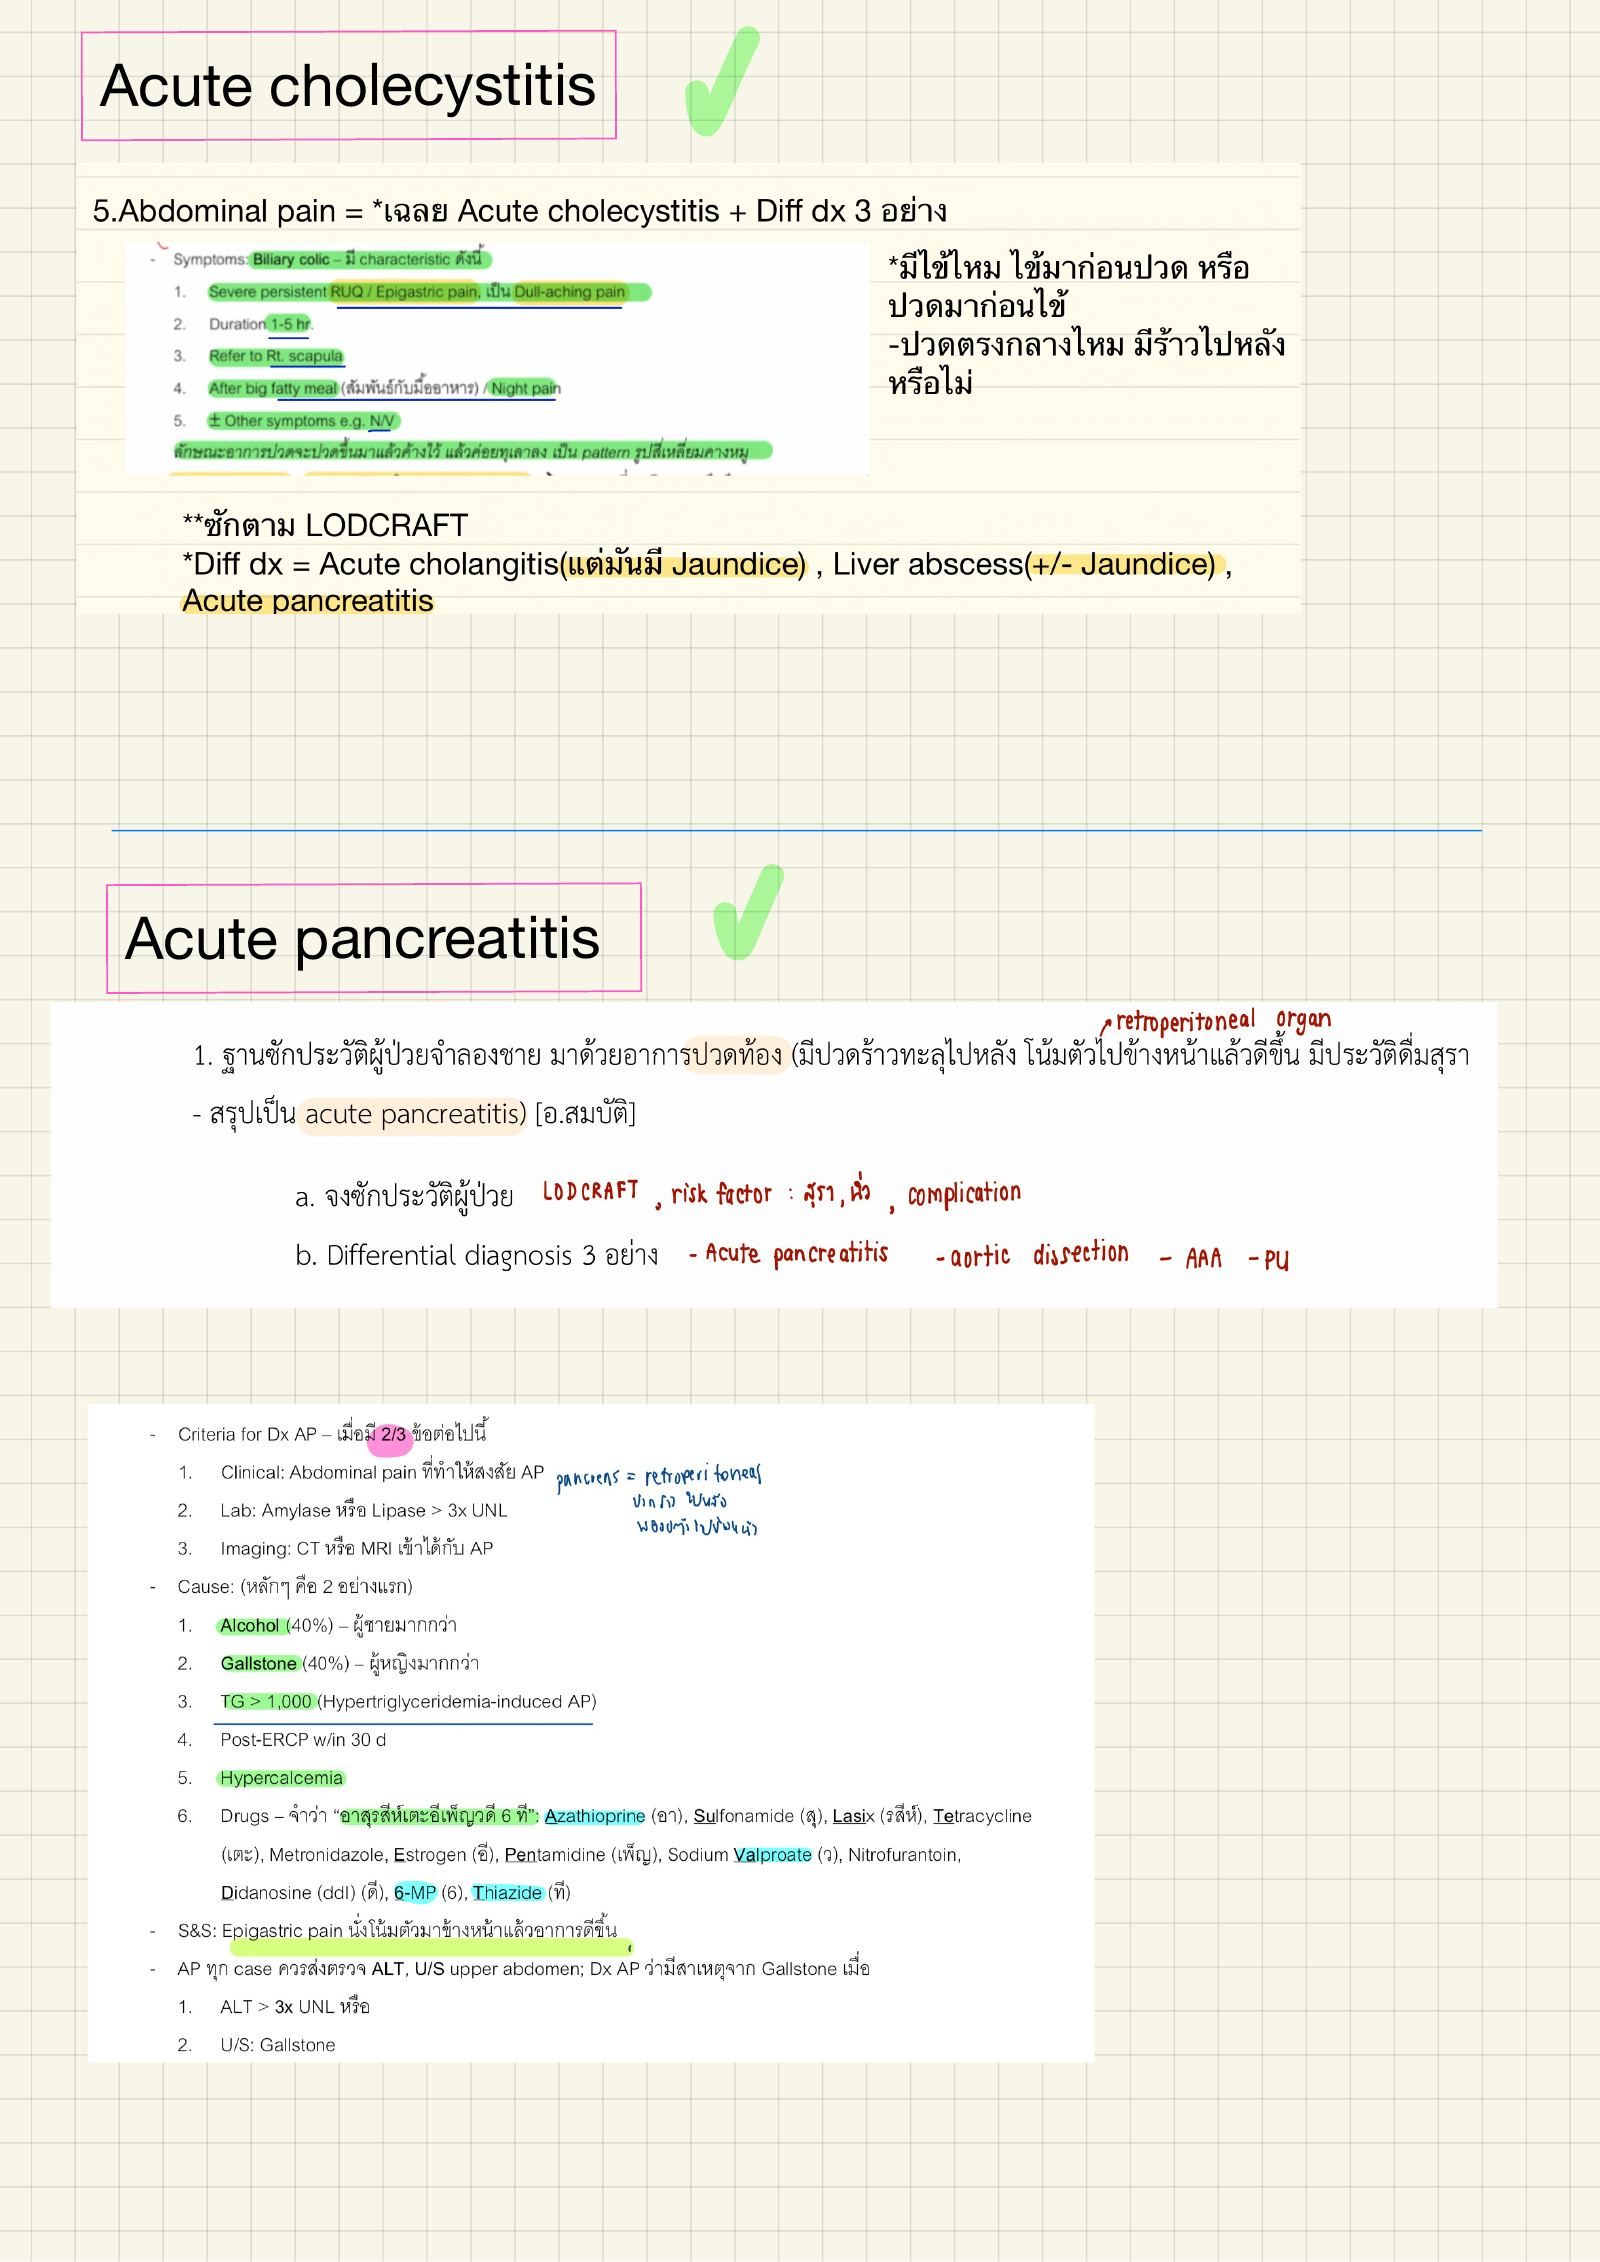 Acute cholecystitis
5.Abdominal pain = *เฉลย Acute cholecystitis + Diff dx 3 อย่าง
- Symptoms: Biliary colic – มี characteristic ดังนี้
1. Severe persistent RUQ / Epigastric pain, เป็น Dull-aching pain
2. Duration 1-5 hr.
3. Refer to Rt. scapula
4. After big fatty meal (สัมพันธ์กับมื้ออาหาร) / Night pain
5. ± Other symptoms e.g. N/V
ลักษณะอาการปวดจะปวดขึ้นมาแล้วค้างไว้ แล้วค่อยทุเลาลง เป็น pattern รูปสี่เหลี่ยมคางหมู
*มีไข้ไหม ไข้มาก่อนปวด หรือ
ปวดมาก่อนไข้
-ปวดตรงกลางไหม มีร้าวไปหลัง
หรือไม่
**ซักตาม LODCRAFT
*Diff dx = Acute cholangitis(แต่มันมี Jaundice) , Liver abscess(+/- Jaundice) ,
Acute pancreatitis
Acute pancreatitis
retroperitoneal organ
1. ฐานซักประวัติผู้ป่วยจำลองชาย มาด้วยอาการปวดท้อง (มีปวดร้าวทะลุไปหลัง โน้มตัวไปข้างหน้าแล้วดีขึ้น มีประวัติดื่มสุรา
- สรุปเป็น acute pancreatitis) [อ.สมบัติ]
a. จงซักประวัติผู้ป่วย LODCRAFT , risk factor : สุรา, นิ่ว , complication
b. Differential diagnosis 3 อย่าง - Acute pancreatitis - aortic dissection - AAA - PU
- Criteria for Dx AP – เมื่อมี 2/3 ข้อต่อไปนี้
1. Clinical: Abdominal pain ที่ทำให้สงสัย AP
pancreas = retroperitoneal
ปวดร้าวไปหลัง
2. Lab: Amylase หรือ Lipase > 3x UNL
3. Imaging: CT หรือ MRI เข้าได้กับ AP
- Cause: (หลักๆ คือ 2 อย่างแรก)
1. Alcohol (40%) – ผู้ชายมากกว่า
2. Gallstone (40%) – ผู้หญิงมากกว่า
3. TG > 1,000 (Hypertriglyceridemia-induced AP)
4. Post-ERCP w/in 30 d
5. Hypercalcemia
6. Drugs – จำว่า “อาสุรสีห์เตะอีเพ็ญวดี 6 ที”: Azathioprine (อา), Sulfonamide (สุ), Lasix (รสีห์), Tetracycline
(เตะ), Metronidazole, Estrogen (อี), Pentamidine (เพ็ญ), Sodium Valproate (ว), Nitrofurantoin,
Didanosine (ddI) (ดี), 6-MP (6), Thiazide (ที)
- S&S: Epigastric pain นั่งโน้มตัวมาข้างหน้าแล้วอาการดีขึ้น
- AP ทุก case ควรส่งตรวจ ALT, U/S upper abdomen; Dx AP ว่ามีสาเหตุจาก Gallstone เมื่อ
1. ALT > 3x UNL หรือ
2. U/S: Gallstone